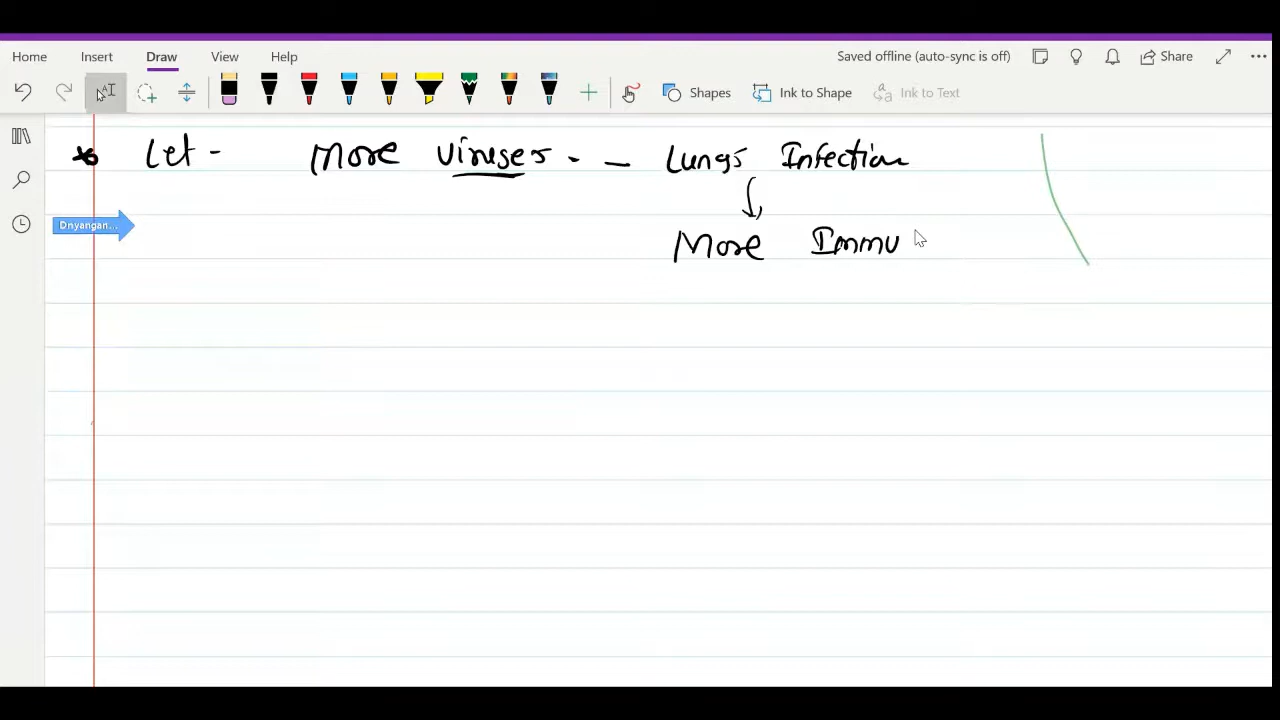 Home Insert Draw View Help Saved offline (auto-sync is off) Share
Shapes Ink to Shape Ink to Text
Let - More Viruses. - Lungs Infection
Dnyangan...
More Immu